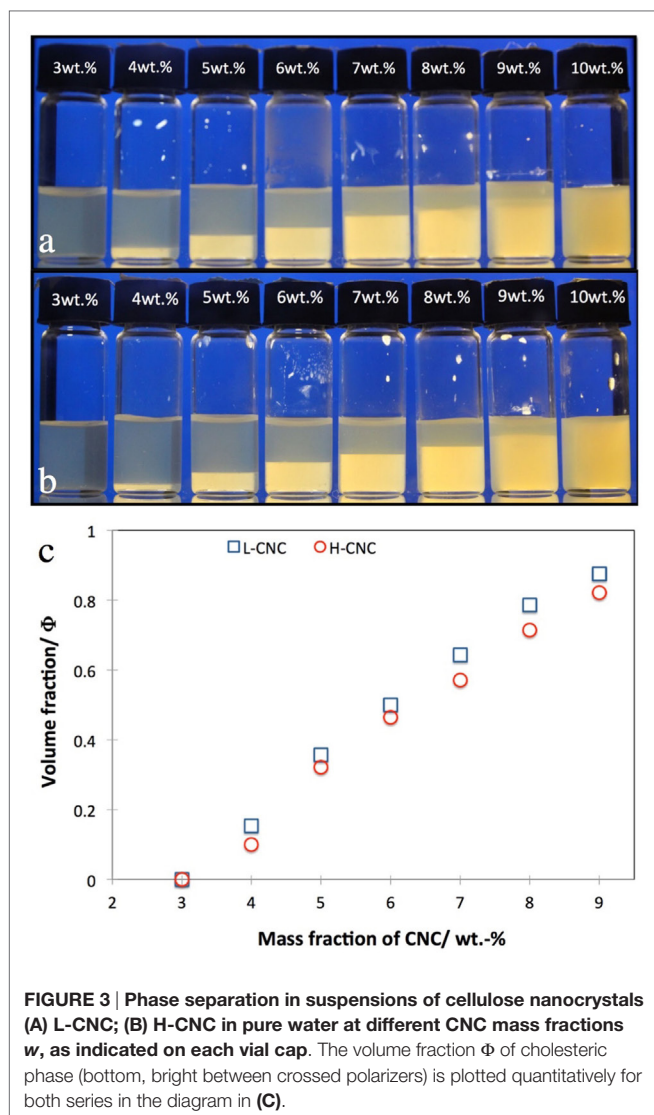 3wt.% 4wt.% 5wt.% 6wt.% 7wt.% 8wt.% 9wt.% 10wt.%
a
3wt.% 4wt.% 5wt.% 6wt.% 7wt.% 8wt.% 9wt.% 10wt.%
b
c
L-CNC H-CNC
1
0.8
0.6
0.4
0.2
0
Volume fraction/ Φ
2 3 4 5 6 7 8 9
Mass fraction of CNC/ wt.-%
FIGURE 3 | Phase separation in suspensions of cellulose nanocrystals
(A) L-CNC; (B) H-CNC in pure water at different CNC mass fractions
w, as indicated on each vial cap. The volume fraction Φ of cholesteric
phase (bottom, bright between crossed polarizers) is plotted quantitatively for
both series in the diagram in (C).